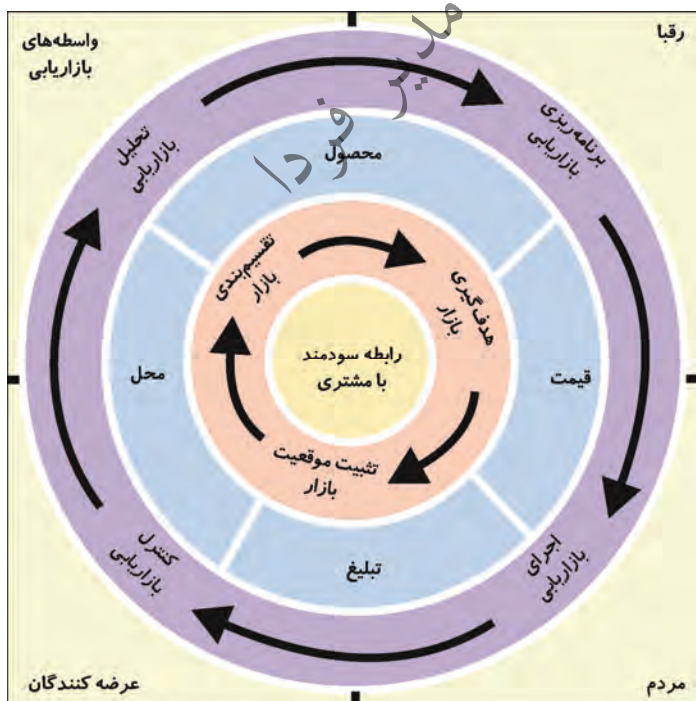 رقبا
واسطه‌های
بازاریابی
مدیر فردا
برنامه‌ریزی
بازاریابی
تحلیل
بازاریابی
محصول
هدف‌گیری
بازار
تقسیم‌بندی
بازار
رابطه سودمند
با مشتری
قیمت
محل
تثبیت موقعیت
بازار
تبلیغ
اجرای
بازاریابی
کنترل
بازاریابی
مردم
عرضه کنندگان